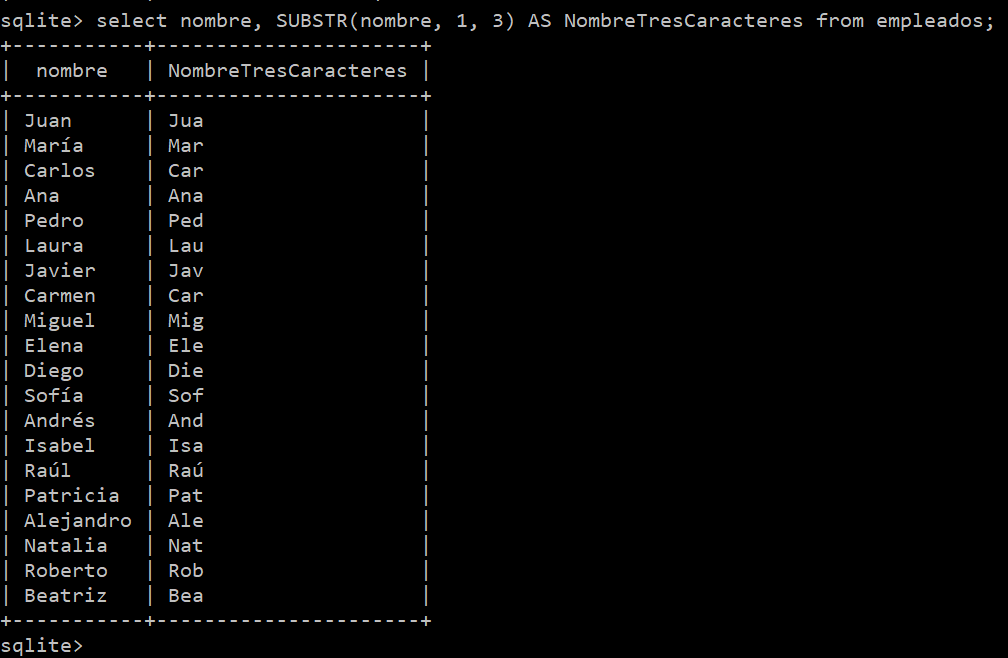 sqlite> select nombre, SUBSTR(nombre, 1, 3) AS NombreTresCaracteres from empleados;
+-----------+----------------------+
|  nombre   | NombreTresCaracteres |
+-----------+----------------------+
| Juan      | Jua                  |
| María     | Mar                  |
| Carlos    | Car                  |
| Ana       | Ana                  |
| Pedro     | Ped                  |
| Laura     | Lau                  |
| Javier    | Jav                  |
| Carmen    | Car                  |
| Miguel    | Mig                  |
| Elena     | Ele                  |
| Diego     | Die                  |
| Sofía     | Sof                  |
| Andrés    | And                  |
| Isabel    | Isa                  |
| Raúl      | Raú                  |
| Patricia  | Pat                  |
| Alejandro | Ale                  |
| Natalia   | Nat                  |
| Roberto   | Rob                  |
| Beatriz   | Bea                  |
+-----------+----------------------+
sqlite>